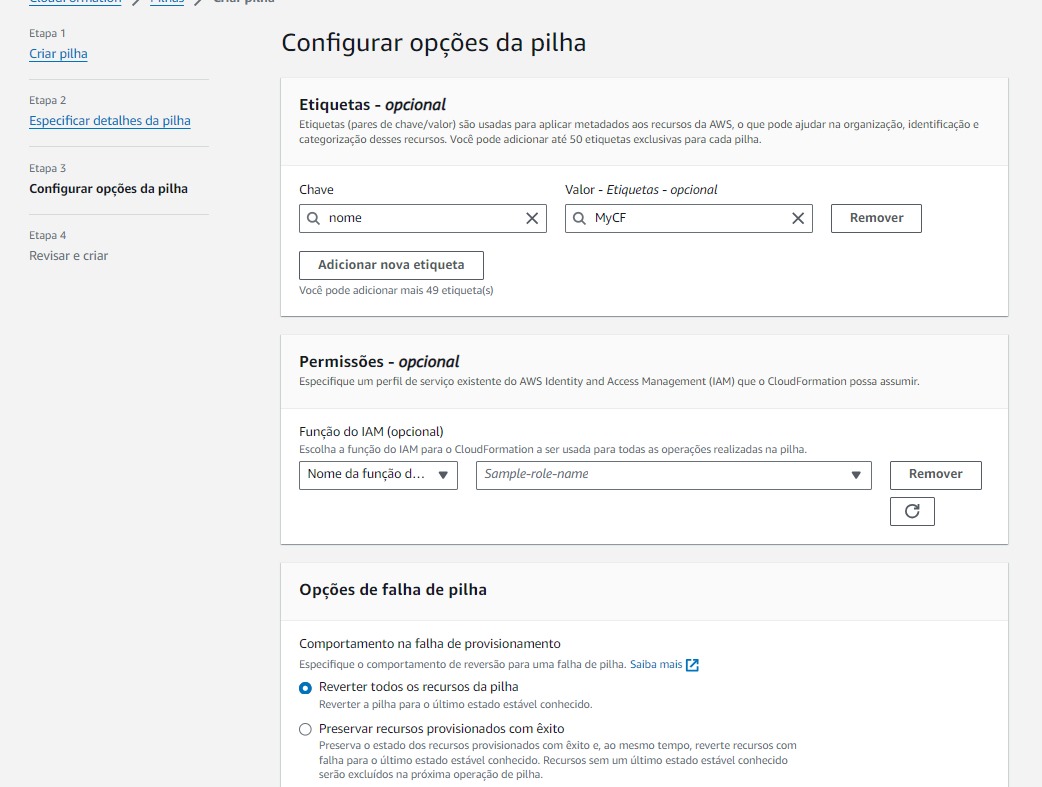 CloudFormation > Pilhas > Criar pilha
Etapa 1
Criar pilha
Etapa 2
Especificar detalhes da pilha
Etapa 3
Configurar opções da pilha
Etapa 4
Revisar e criar
Configurar opções da pilha
Etiquetas - opcional
Etiquetas (pares de chave/valor) são usadas para aplicar metadados aos recursos da AWS, o que pode ajudar na organização, identificação e
categorização desses recursos. Você pode adicionar até 50 etiquetas exclusivas para cada pilha.
Chave
Valor - Etiquetas - opcional
nome
MyCF
Remover
Adicionar nova etiqueta
Você pode adicionar mais 49 etiqueta(s)
Permissões - opcional
Especifique um perfil de serviço existente do AWS Identity and Access Management (IAM) que o CloudFormation possa assumir.
Função do IAM (opcional)
Escolha a função do IAM para o CloudFormation a ser usada para todas as operações realizadas na pilha.
Nome da função d...
Sample-role-name
Remover
Opções de falha de pilha
Comportamento na falha de provisionamento
Especifique o comportamento de reversão para uma falha de pilha. Saiba mais
Reverter todos os recursos da pilha
Reverter a pilha para o último estado estável conhecido.
Preservar recursos provisionados com êxito
Preserva o estado dos recursos provisionados com êxito e, ao mesmo tempo, reverte recursos com
falha para o último estado estável conhecido. Recursos sem um último estado estável conhecido
serão excluídos na próxima operação de pilha.